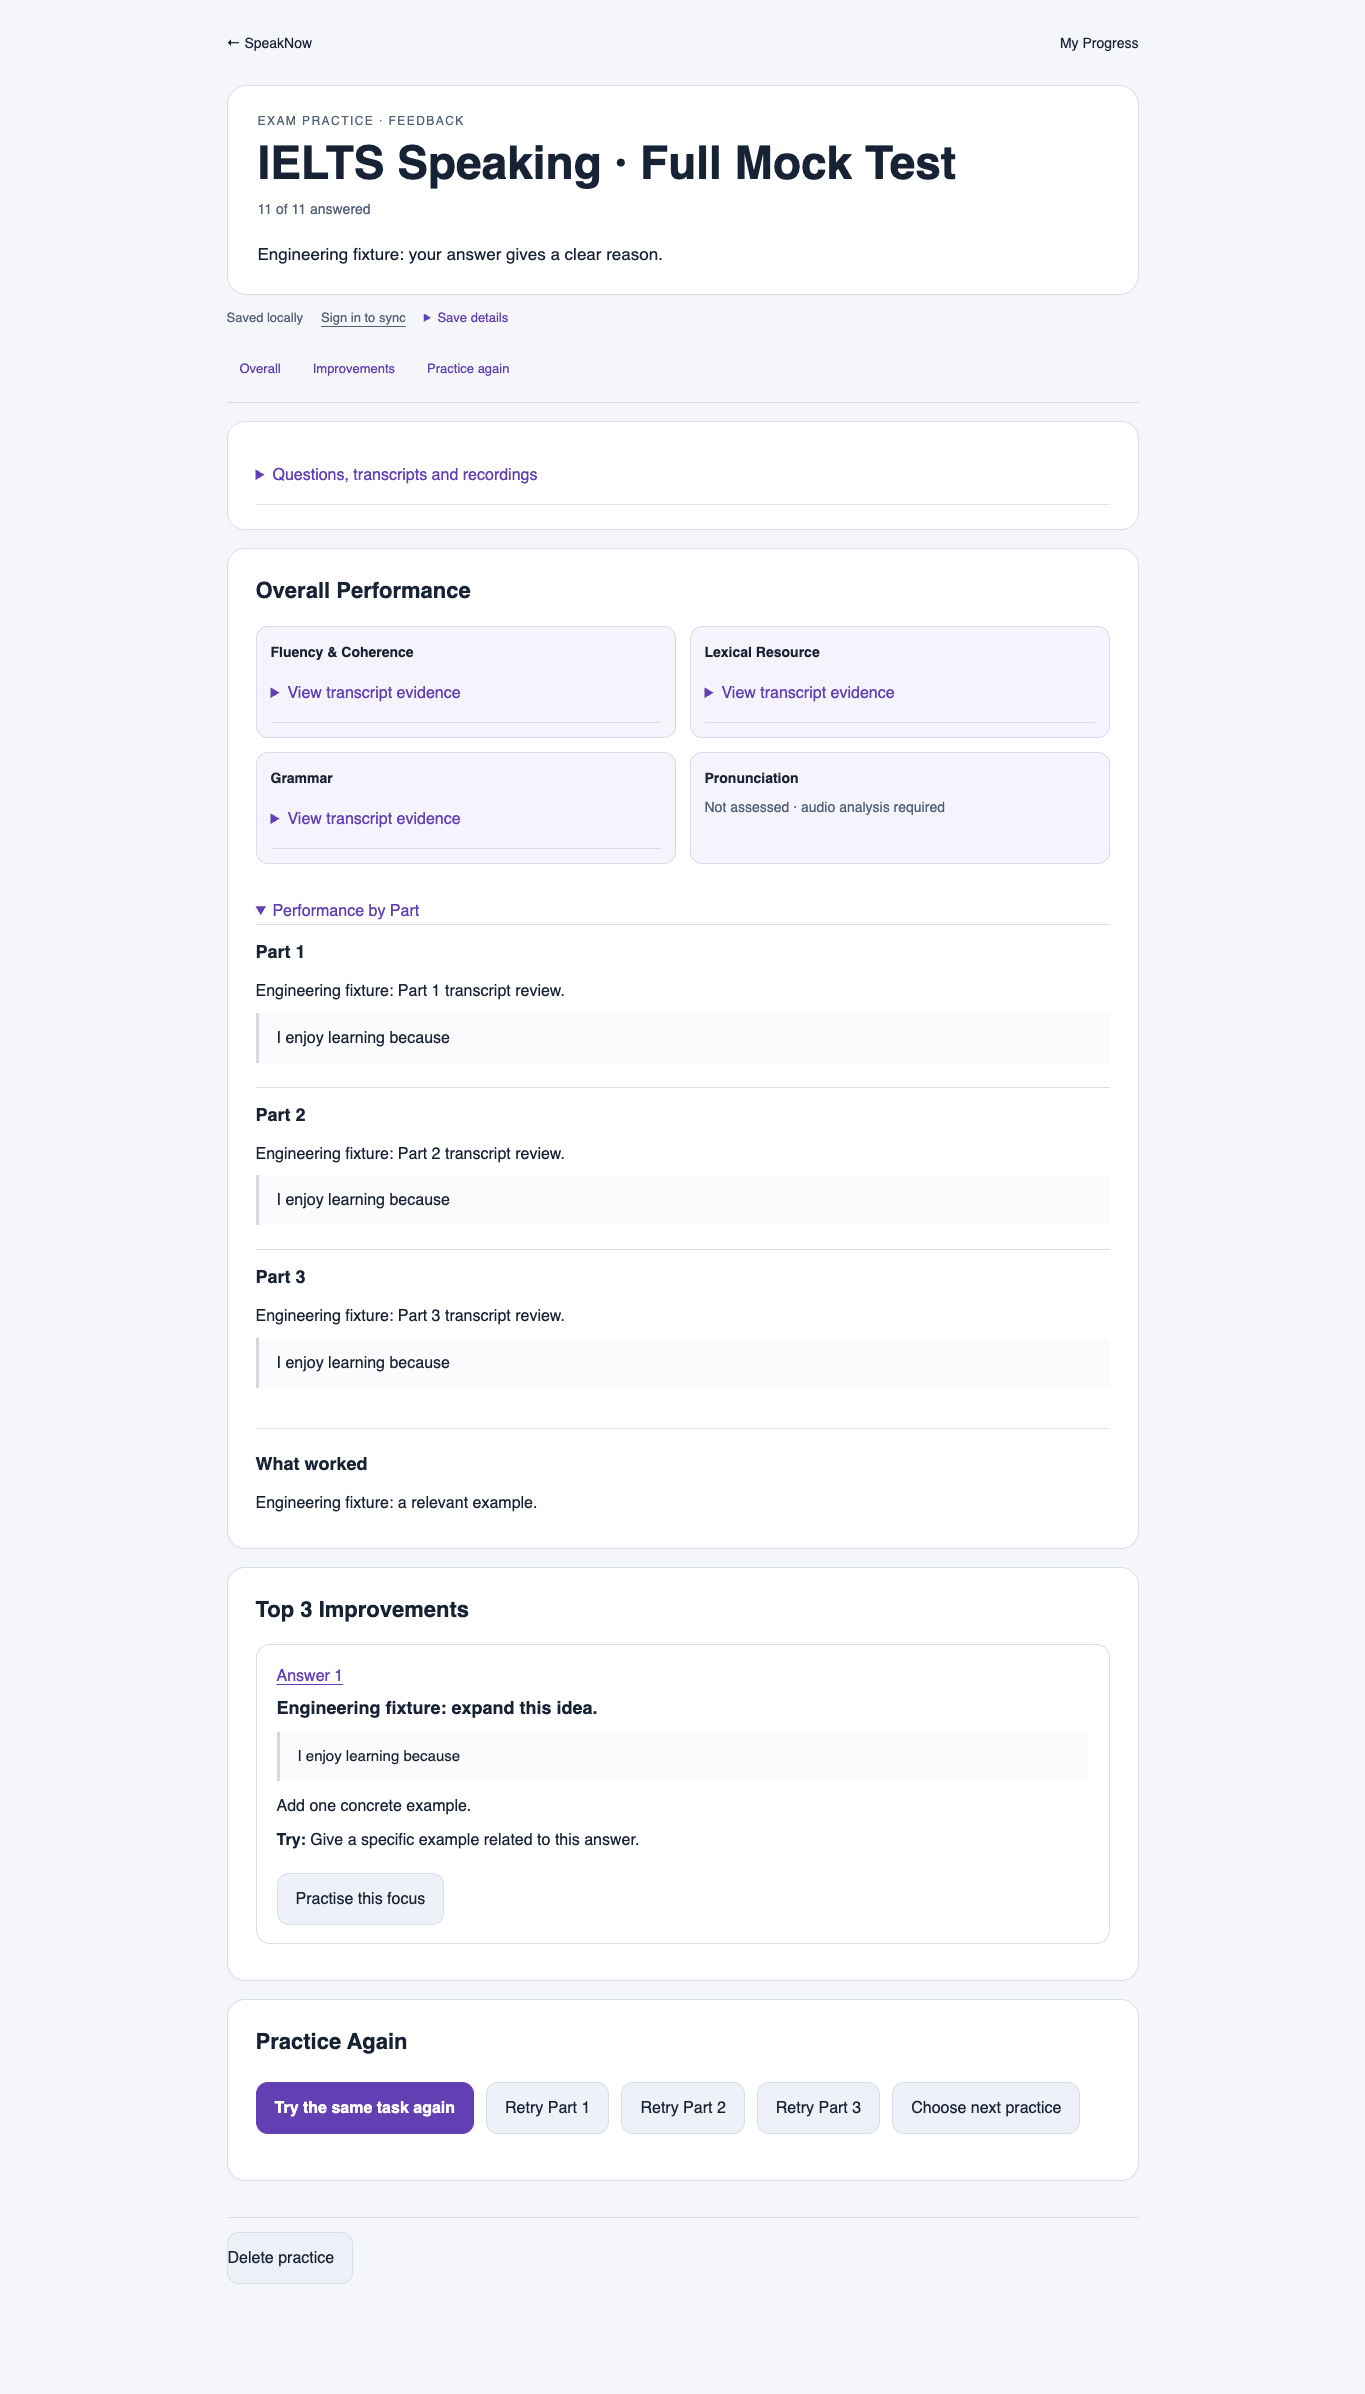 ← SpeakNow
My Progress
EXAM PRACTICE · FEEDBACK
IELTS Speaking · Full Mock Test
11 of 11 answered
Engineering fixture: your answer gives a clear reason.
Saved locally Sign in to sync ▶ Save details
Overall Improvements Practice again
▶ Questions, transcripts and recordings
Overall Performance
Fluency & Coherence
▶ View transcript evidence
Lexical Resource
▶ View transcript evidence
Grammar
▶ View transcript evidence
Pronunciation
Not assessed · audio analysis required
▼ Performance by Part
Part 1
Engineering fixture: Part 1 transcript review.
I enjoy learning because
Part 2
Engineering fixture: Part 2 transcript review.
I enjoy learning because
Part 3
Engineering fixture: Part 3 transcript review.
I enjoy learning because
What worked
Engineering fixture: a relevant example.
Top 3 Improvements
Answer 1
Engineering fixture: expand this idea.
I enjoy learning because
Add one concrete example.
Try: Give a specific example related to this answer.
Practise this focus
Practice Again
Try the same task again Retry Part 1 Retry Part 2 Retry Part 3 Choose next practice
Delete practice